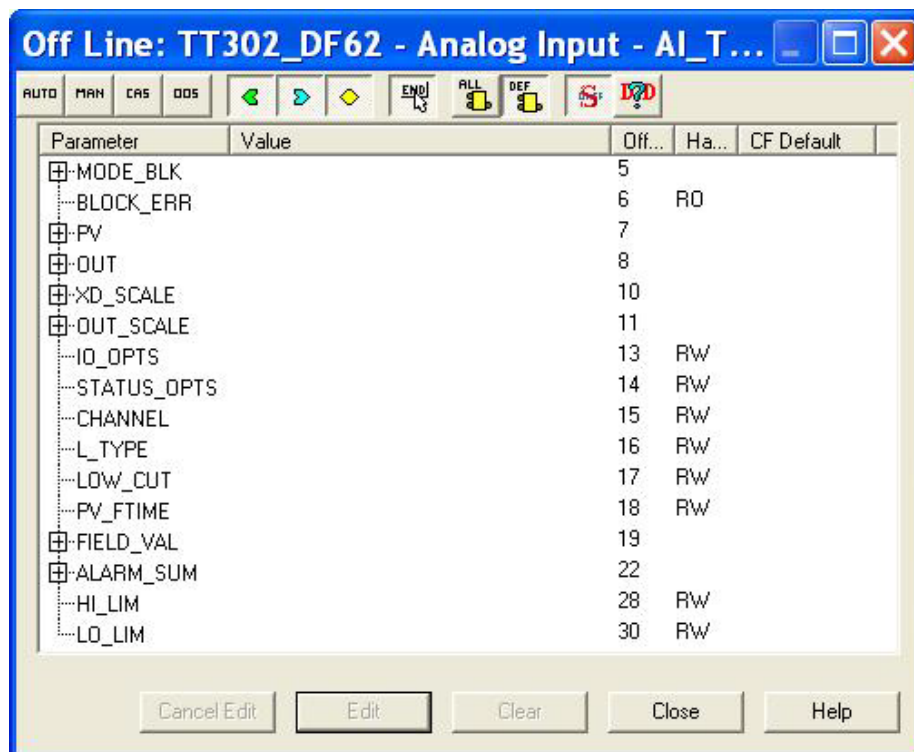 Off Line: TT302_DF62 - Analog Input - AI_T...
AUTO MAN CAS OOS END ALL DEF S D?D
Parameter Value Off... Ha... CF Default
MODE_BLK 5
BLOCK_ERR 6 RO
PV 7
OUT 8
XD_SCALE 10
OUT_SCALE 11
IO_OPTS 13 RW
STATUS_OPTS 14 RW
CHANNEL 15 RW
L_TYPE 16 RW
LOW_CUT 17 RW
PV_FTIME 18 RW
FIELD_VAL 19
ALARM_SUM 22
HI_LIM 28 RW
LO_LIM 30 RW
Cancel Edit Edit Clear Close Help